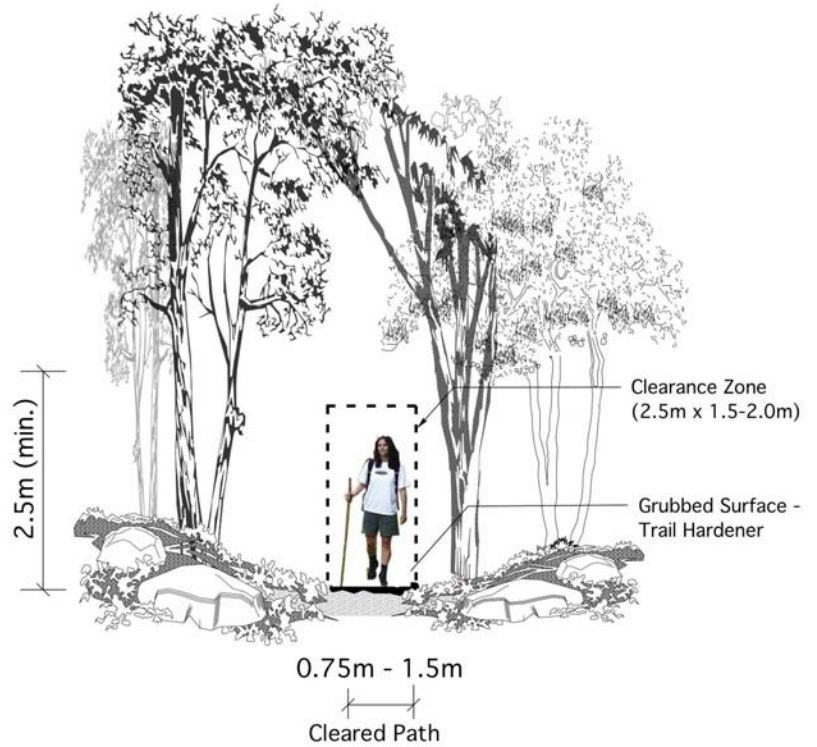 2.5m (min.)
Clearance Zone
(2.5m x 1.5-2.0m)
Grubbed Surface -
Trail Hardener
0.75m - 1.5m
Cleared Path